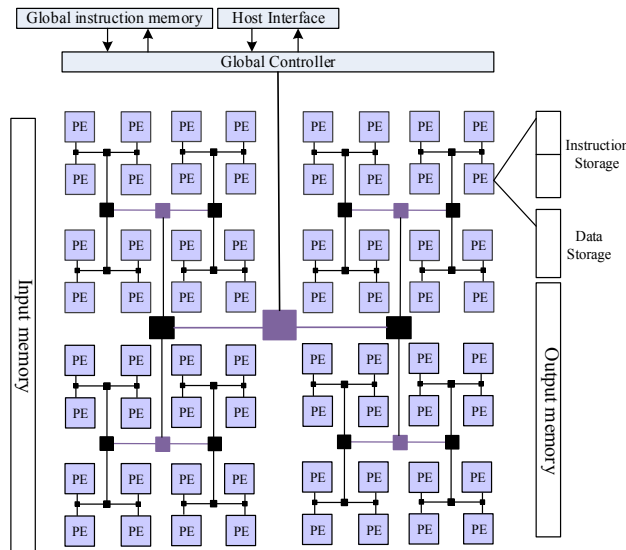 Global instruction memory
Host Interface
Global Controller
PE PE PE PE PE PE PE PE
PE PE PE PE PE PE PE PE
PE PE PE PE PE PE PE PE
PE PE PE PE PE PE PE PE
PE PE PE PE PE PE PE PE
PE PE PE PE PE PE PE PE
PE PE PE PE PE PE PE PE
PE PE PE PE PE PE PE PE
Input memory
Instruction
Storage
Data
Storage
Output memory